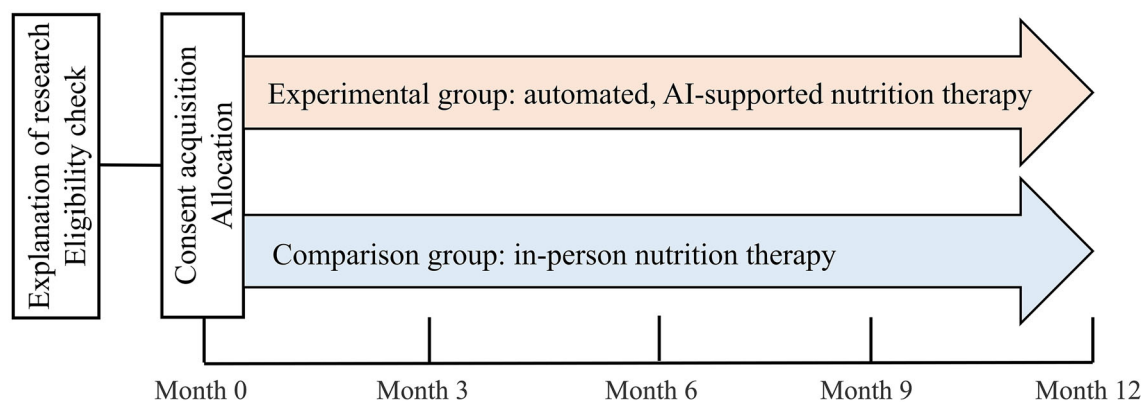 Explanation of research
Eligibility check
Consent acquisition
Allocation
Experimental group: automated, AI-supported nutrition therapy
Comparison group: in-person nutrition therapy
Month 0
Month 3
Month 6
Month 9
Month 12